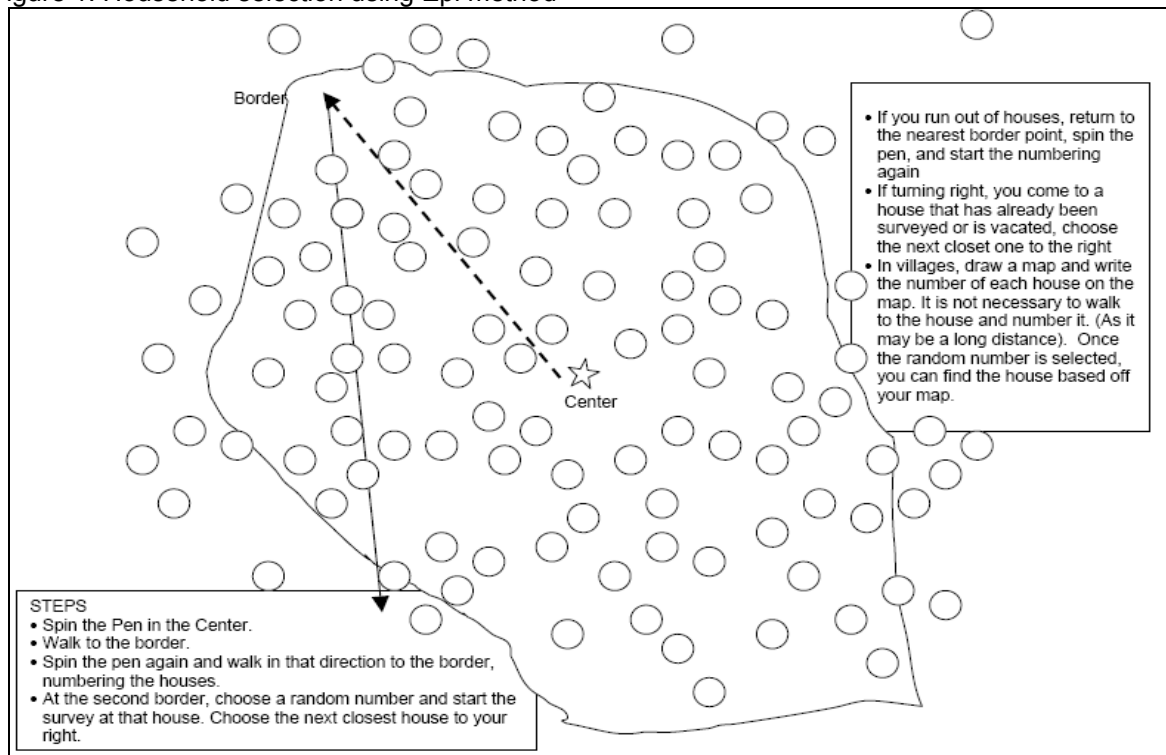 Border
• If you run out of houses, return to
the nearest border point, spin the
pen, and start the numbering
again
• If turning right, you come to a
house that has already been
surveyed or is vacated, choose
the next closet one to the right
• In villages, draw a map and write
the number of each house on the
map. It is not necessary to walk
to the house and number it. (As it
may be a long distance).  Once
the random number is selected,
you can find the house based off
your map.
Center
STEPS
• Spin the Pen in the Center.
• Walk to the border.
• Spin the pen again and walk in that direction to the border,
numbering the houses.
• At the second border, choose a random number and start the
survey at that house. Choose the next closest house to your
right.